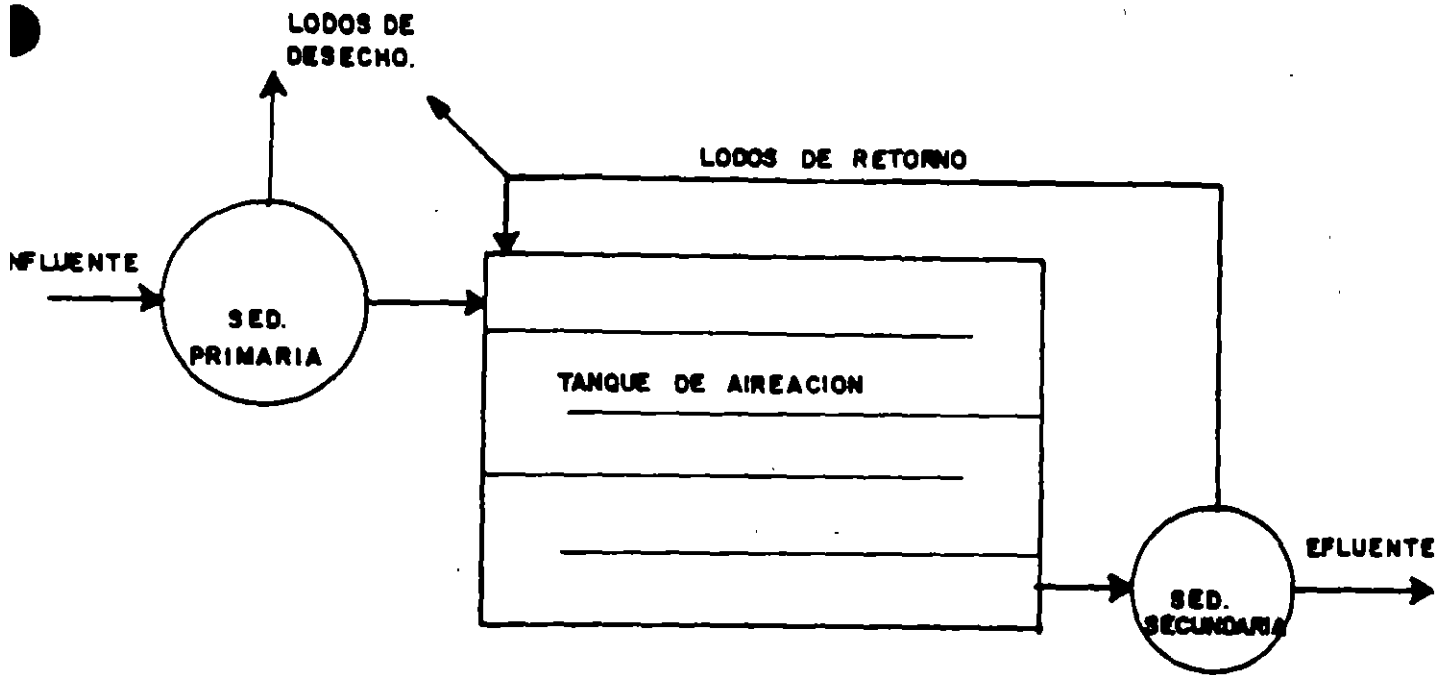 LODOS DE
DESECHO.
LODOS DE RETORNO
NFLUENTE
SED.
PRIMARIA
TANQUE DE AIREACION
EFLUENTE
SED.
SECUNDARIA